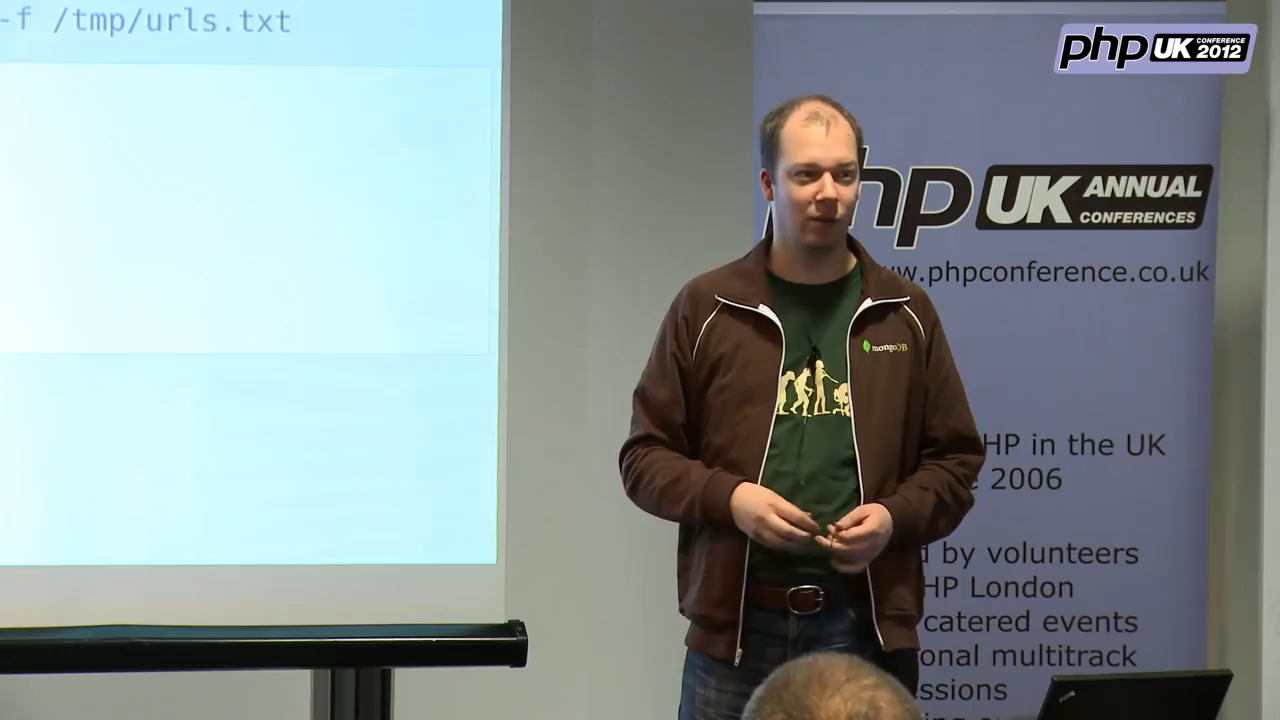 -f /tmp/urls.txt
php UK CONFERENCE 2012
php UK ANNUAL CONFERENCES
w.phpconference.co.uk
mongoDB
HP in the UK
2006
d by volunteers
HP London
catered events
onal multitrack
ssions